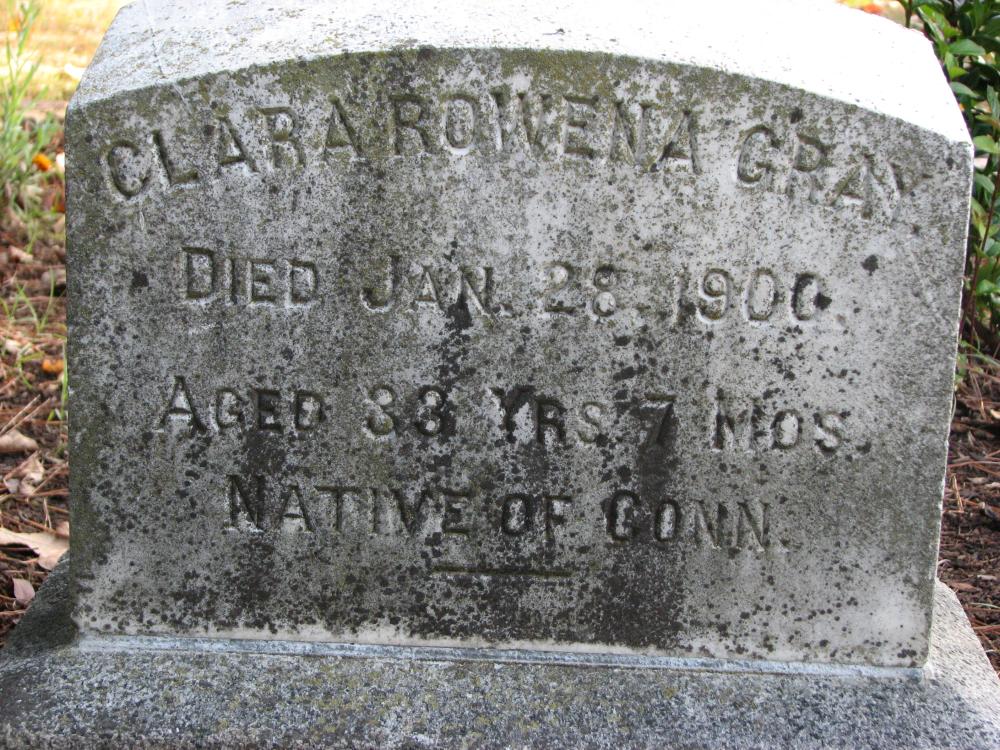 CLARA ROWENA GRAY
DIED JAN. 28. 1900.
AGED 33 YRS 7 MOS.
NATIVE OF CONN.